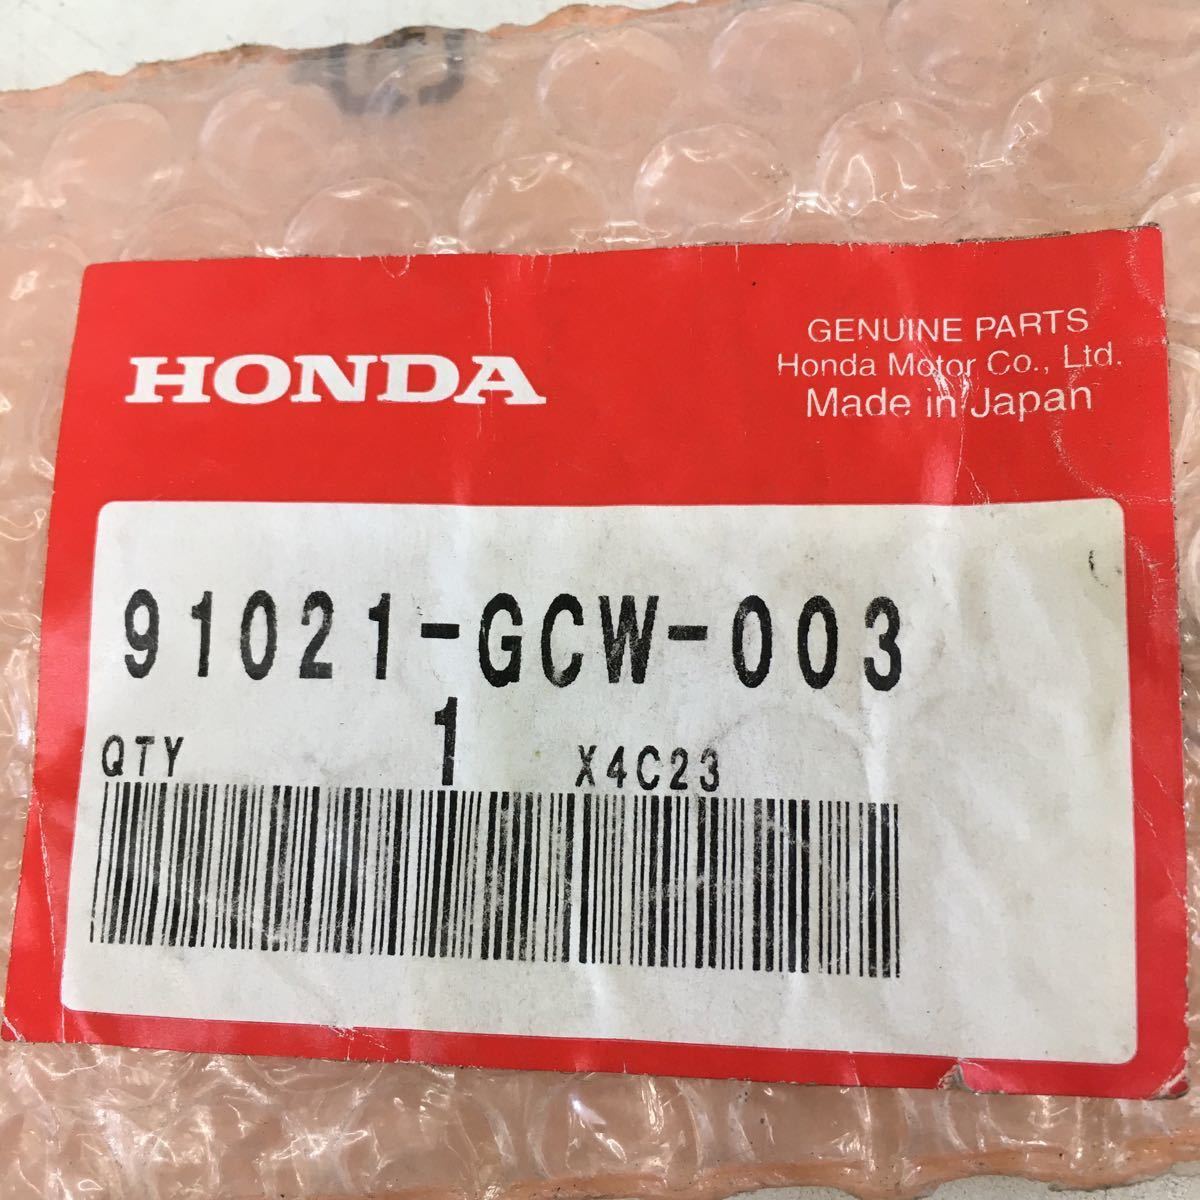 HONDA
GENUINE PARTS
Honda Motor Co., Ltd.
Made in Japan
91021-GCW-003
QTY 1 X4C23